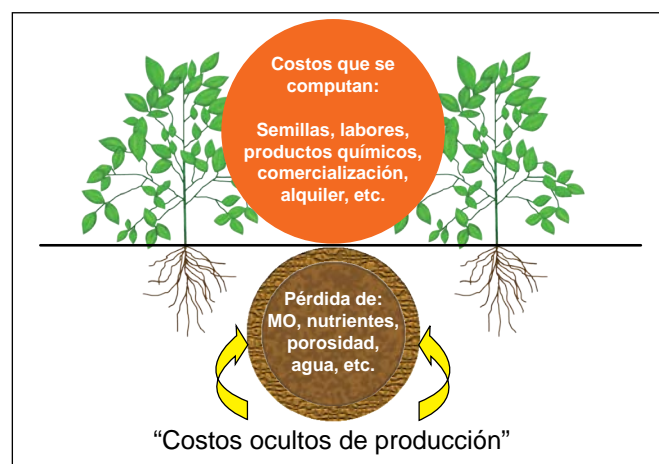 Costos que se
computan:
Semillas, labores,
productos químicos,
comercialización,
alquiler, etc.
Pérdida de:
MO, nutrientes,
porosidad,
agua, etc.
“Costos ocultos de producción”